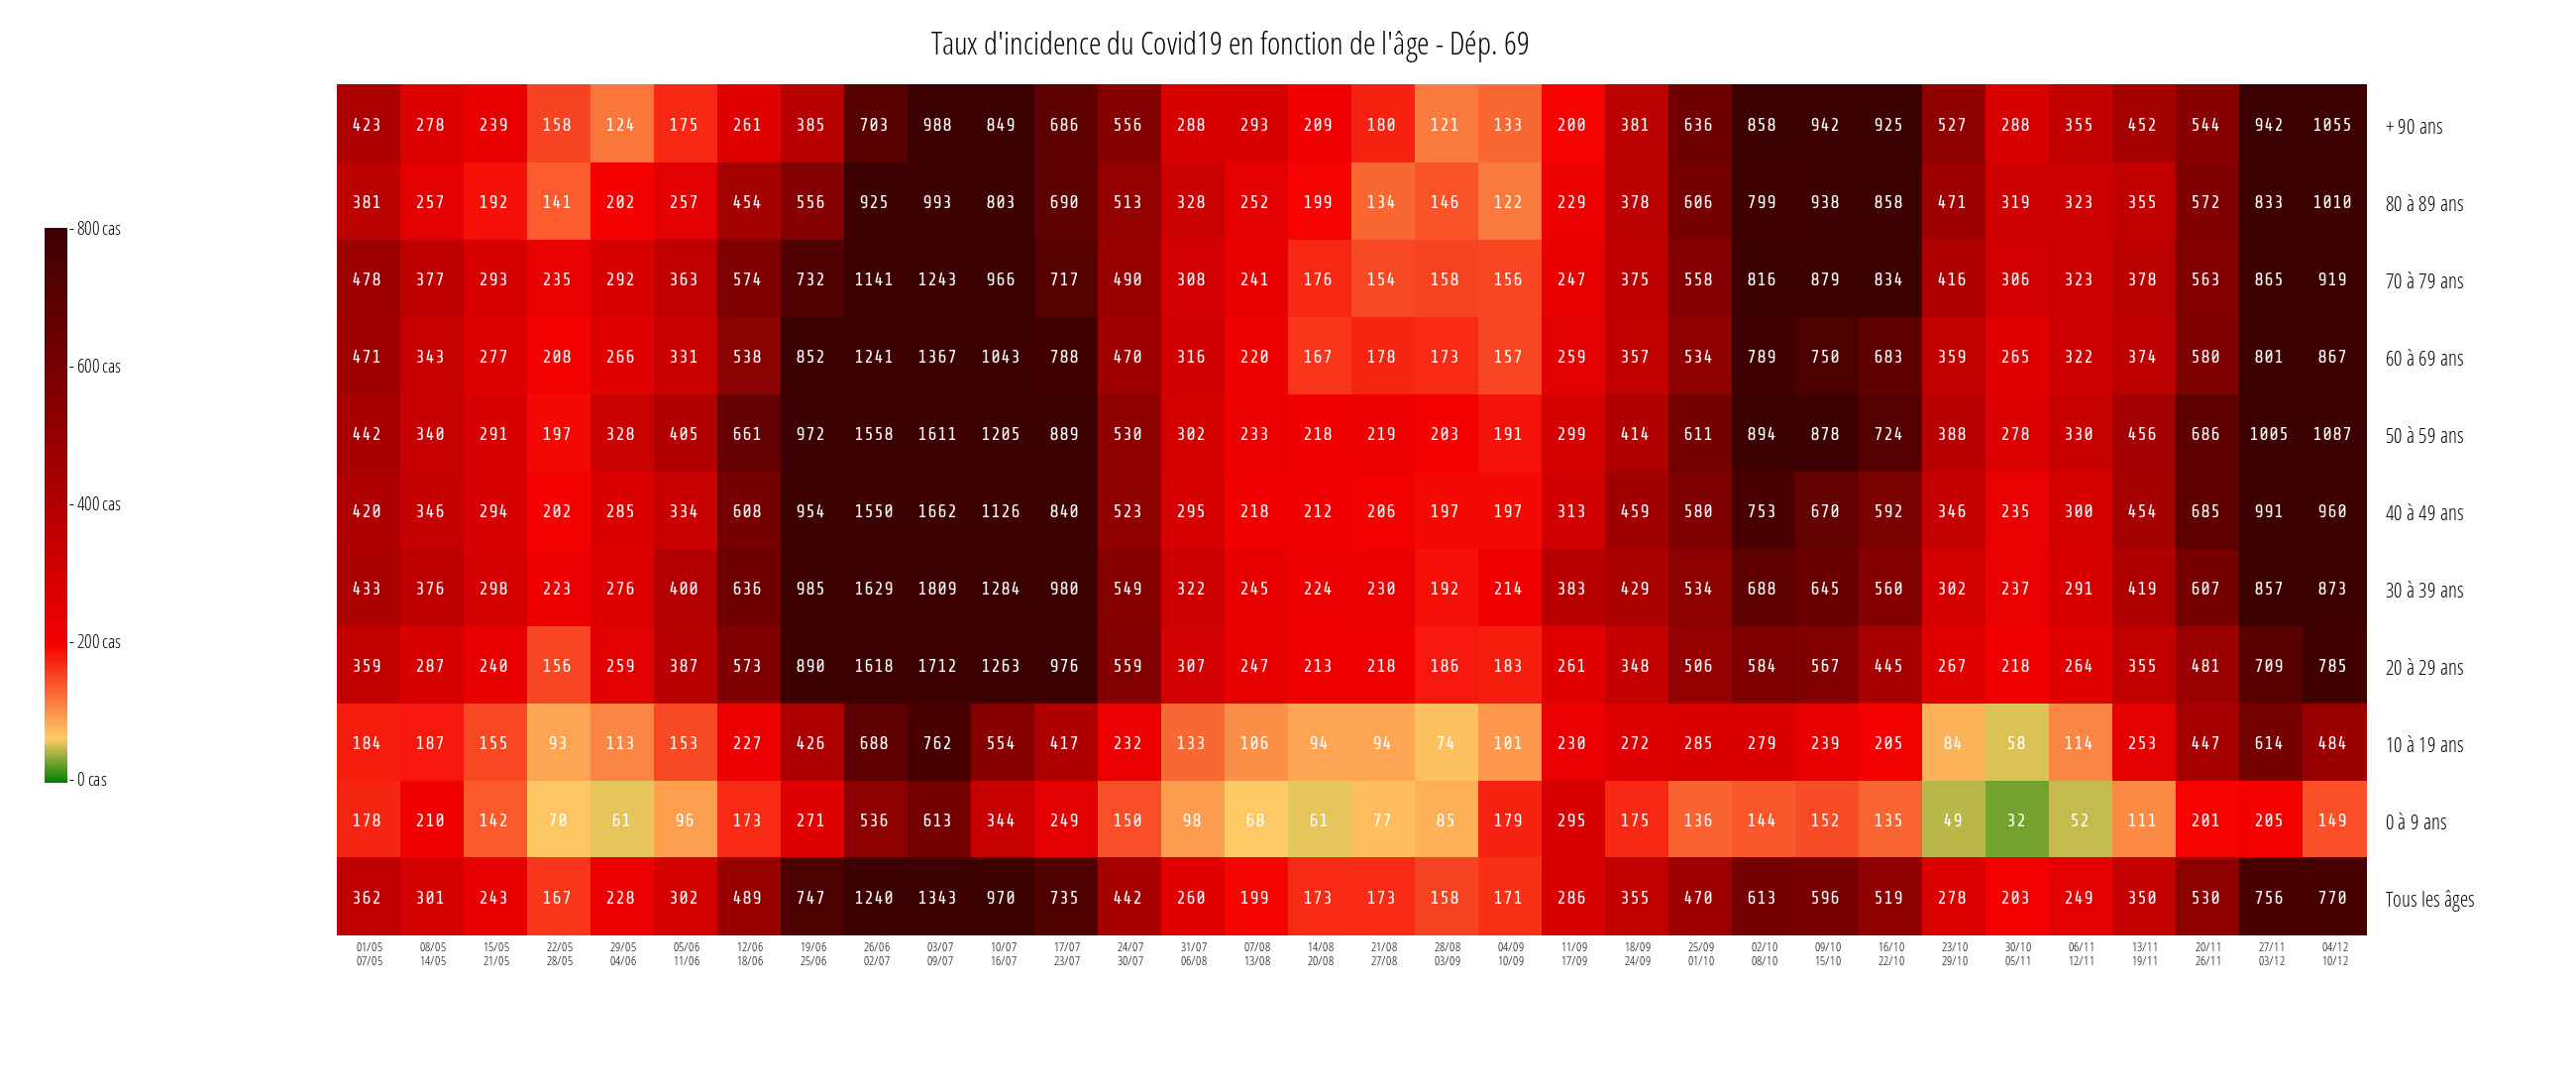 Taux d'incidence du Covid19 en fonction de l'âge - Dép. 69
- 800 cas
- 600 cas
- 400 cas
- 200 cas
- 0 cas
423 278 239 158 124 175 261 385 703 988 849 686 556 288 293 209 180 121 133 200 381 636 858 942 925 527 288 355 452 544 942 1055 + 90 ans
381 257 192 141 202 257 454 556 925 993 803 690 513 328 252 199 134 146 122 229 378 606 799 938 858 471 319 323 355 572 833 1010 80 à 89 ans
478 377 293 235 292 363 574 732 1141 1243 966 717 490 308 241 176 154 158 156 247 375 558 816 879 834 416 306 323 378 563 865 919 70 à 79 ans
471 343 277 208 266 331 538 852 1241 1367 1043 788 470 316 220 167 178 173 157 259 357 534 789 750 683 359 265 322 374 580 801 867 60 à 69 ans
442 340 291 197 328 405 661 972 1558 1611 1205 889 530 302 233 218 219 203 191 299 414 611 894 878 724 388 278 330 456 686 1005 1087 50 à 59 ans
420 346 294 202 285 334 608 954 1550 1662 1126 840 523 295 218 212 206 197 197 313 459 580 753 670 592 346 235 300 454 685 991 960 40 à 49 ans
433 376 298 223 276 400 636 985 1629 1809 1284 980 549 322 245 224 230 192 214 383 429 534 688 645 560 302 237 291 419 607 857 873 30 à 39 ans
359 287 240 156 259 387 573 890 1618 1712 1263 976 559 307 247 213 218 186 183 261 348 506 584 567 445 267 218 264 355 481 709 785 20 à 29 ans
184 187 155 93 113 153 227 426 688 762 554 417 232 133 106 94 94 74 101 230 272 285 279 239 205 84 58 114 253 447 614 484 10 à 19 ans
178 210 142 70 61 96 173 271 536 613 344 249 150 98 68 61 77 85 179 295 175 136 144 152 135 49 32 52 111 201 205 149 0 à 9 ans
362 301 243 167 228 302 489 747 1240 1343 970 735 442 260 199 173 173 158 171 286 355 470 613 596 519 278 203 249 350 530 756 770 Tous les âges
01/05 08/05 15/05 22/05 29/05 05/06 12/06 19/06 26/06 03/07 10/07 17/07 24/07 31/07 07/08 14/08 21/08 28/08 04/09 11/09 18/09 25/09 02/10 09/10 16/10 23/10 30/10 06/11 13/11 20/11 27/11 04/12
07/05 14/05 21/05 28/05 04/06 11/06 18/06 25/06 02/07 09/07 16/07 23/07 30/07 06/08 13/08 20/08 27/08 03/09 10/09 17/09 24/09 01/10 08/10 15/10 22/10 29/10 05/11 12/11 19/11 26/11 03/12 10/12